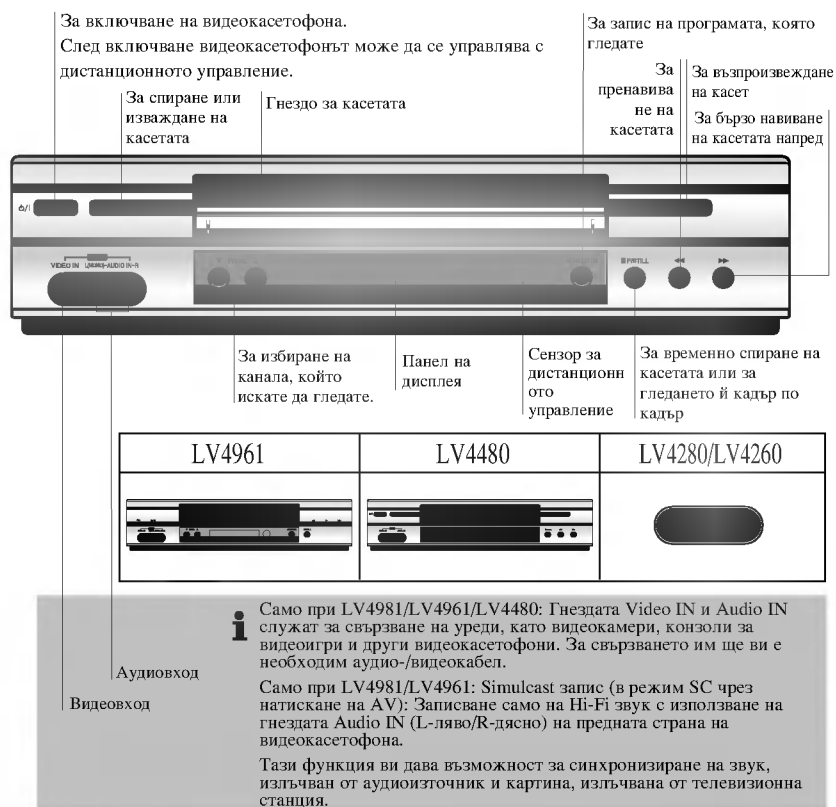 За включване на видеокасетофона.
След включване видеокасетофонът може да се управлява с
дистанционното управление.
За спиране или
изваждане на
касетата
Гнездо за касетата
За запис на програмата, която
гледате
За
пренавива
не на
касетата
За възпроизвеждане
на касет
За бързо навиване
на касетата напред
VIDEO IN L(MONO)-AUDIO IN-R
P/STILL
За избиране на
канала, който
искате да гледате.
Панел на
дисплея
Сензор за
дистанционн
ото
управление
За временно спиране на
касетата или за
гледането й кадър по
кадър
LV4961
LV4480
LV4280/LV4260
Само при LV4981/LV4961/LV4480: Гнездата Video IN и Audio IN
служат за свързване на уреди, като видеокамери, конзоли за
видеоигри и други видеокасетофони. За свързването им ще ви е
необходим аудио-/видеокабел.
Аудиовход
Видеовход
Само при LV4981/LV4961: Simulcast запис (в режим SC чрез
натискане на AV): Записване само на Hi-Fi звук с използване на
гнездата Audio IN (L-ляво/R-дясно) на предната страна на
видеокасетофона.
Тази функция ви дава възможност за синхронизиране на звук,
излъчван от аудиоизточник и картина, излъчвана от телевизионна
станция.